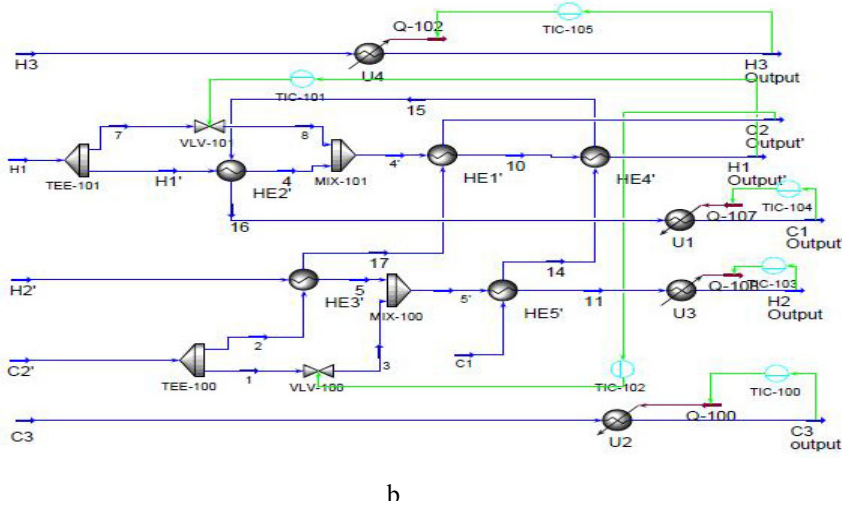 Q-102
TIC-105
H3
U4
H3
Output
TIC-101
15
7
VLV-101
8
C2
Output'
H1
TEE-101
H1'
HE2'
4
MIX-101
4'
HE1'
10
HE4'
H1
Output'
16
Q-107
TIC-104
U1
C1
Output'
17
14
H2'
HE3'
5
MIX-100
5'
HE5'
11
U3
TIC-103
H2
Output
2
C2'
TEE-100
1
VLV-100
3
C1
TIC-102
TIC-100
C3
U2
Q-100
C3
output
b